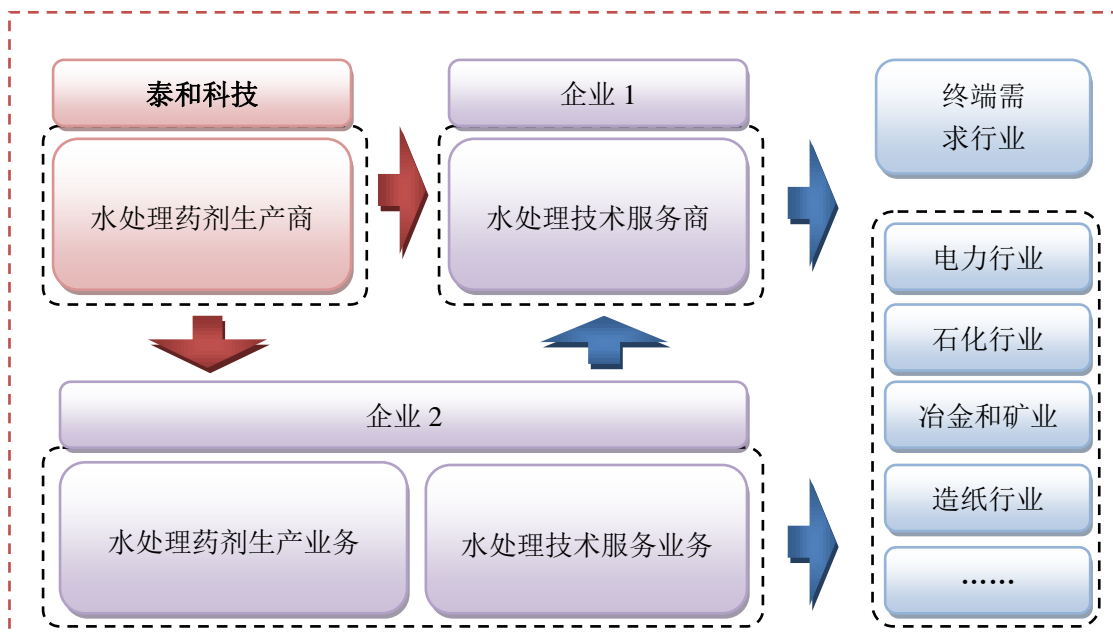 泰和科技
水处理药剂生产商
企业 1
水处理技术服务商
终端需
求行业
电力行业
石化行业
冶金和矿业
造纸行业
……
企业 2
水处理药剂生产业务
水处理技术服务业务